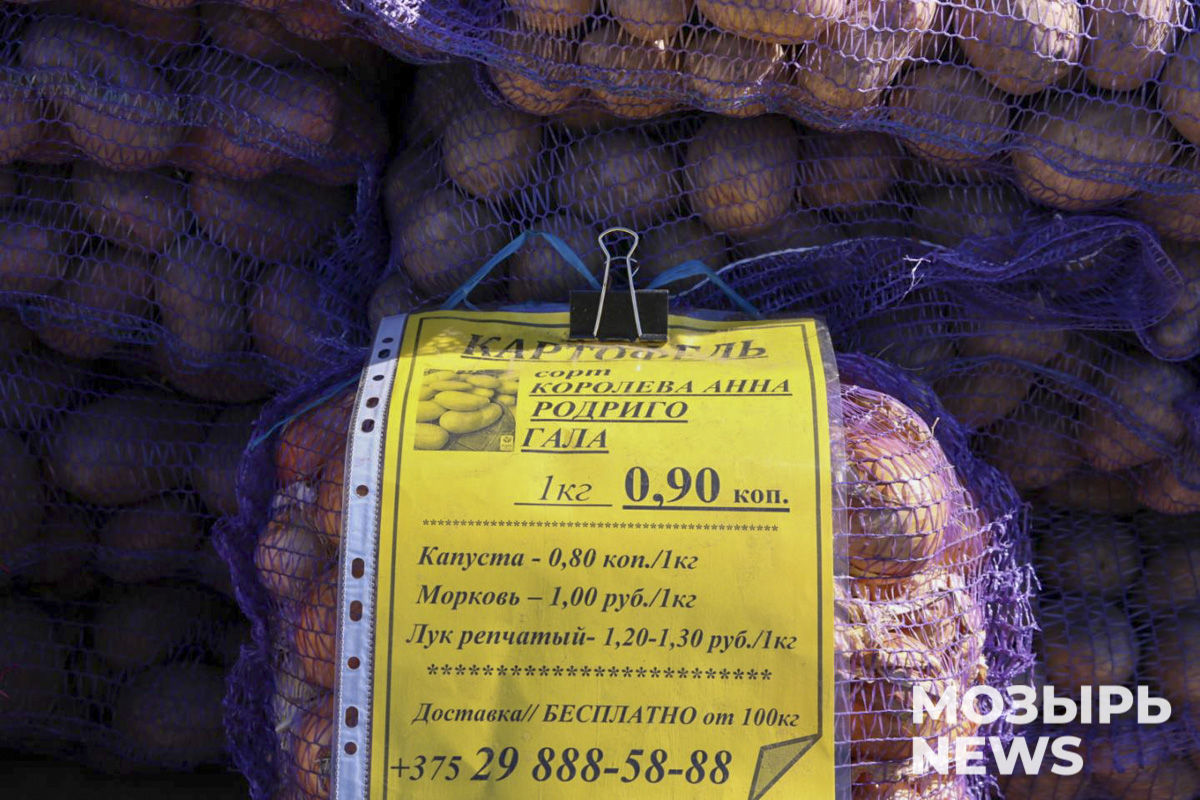 КАРТОФЕЛЬ
сорт
КОРОЛЕВА АННА
РОДРИГО
ГАЛА
1кг 0,90 коп.
*****************************************************
Капуста - 0,80 коп./1кг
Морковь – 1,00 руб./1кг
Лук репчатый- 1,20-1,30 руб./1кг
**************************
Доставка// БЕСПЛАТНО от 100кг
+375 29 888-58-88
МОЗЫРЬ
NEWS